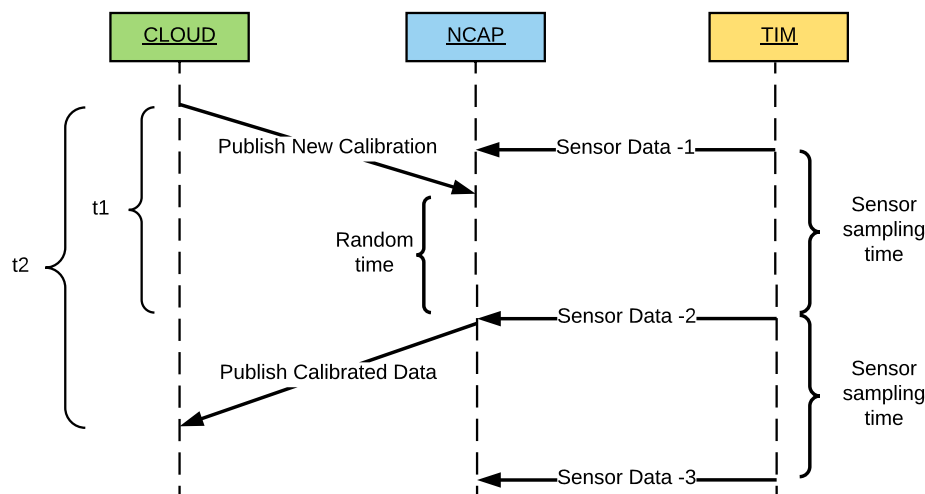 CLOUD
NCAP
TIM
Publish New Calibration
Sensor Data -1
t1
Sensor
sampling
time
Random
time
t2
Sensor Data -2
Publish Calibrated Data
Sensor
sampling
time
Sensor Data -3